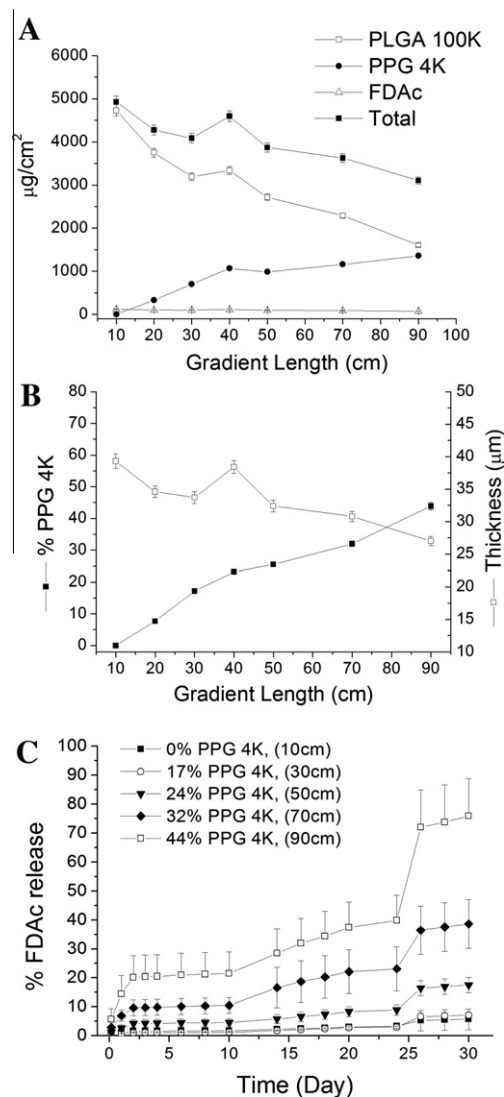 A
PLGA 100K
PPG 4K
FDAc
Total
6000
5000
4000
3000
2000
1000
0
µg/cm²
10 20 30 40 50 60 70 80 90 100
Gradient Length (cm)
B
80
70
60
50
40
30
20
10
0
% PPG 4K
50
45
40
35
30
25
20
15
10
Thickness (µm)
10 20 30 40 50 60 70 80 90
Gradient Length (cm)
C
100
90
80
70
60
50
40
30
20
10
0
% FDAc release
0% PPG 4K, (10cm)
17% PPG 4K, (30cm)
24% PPG 4K, (50cm)
32% PPG 4K, (70cm)
44% PPG 4K, (90cm)
0 5 10 15 20 25 30
Time (Day)